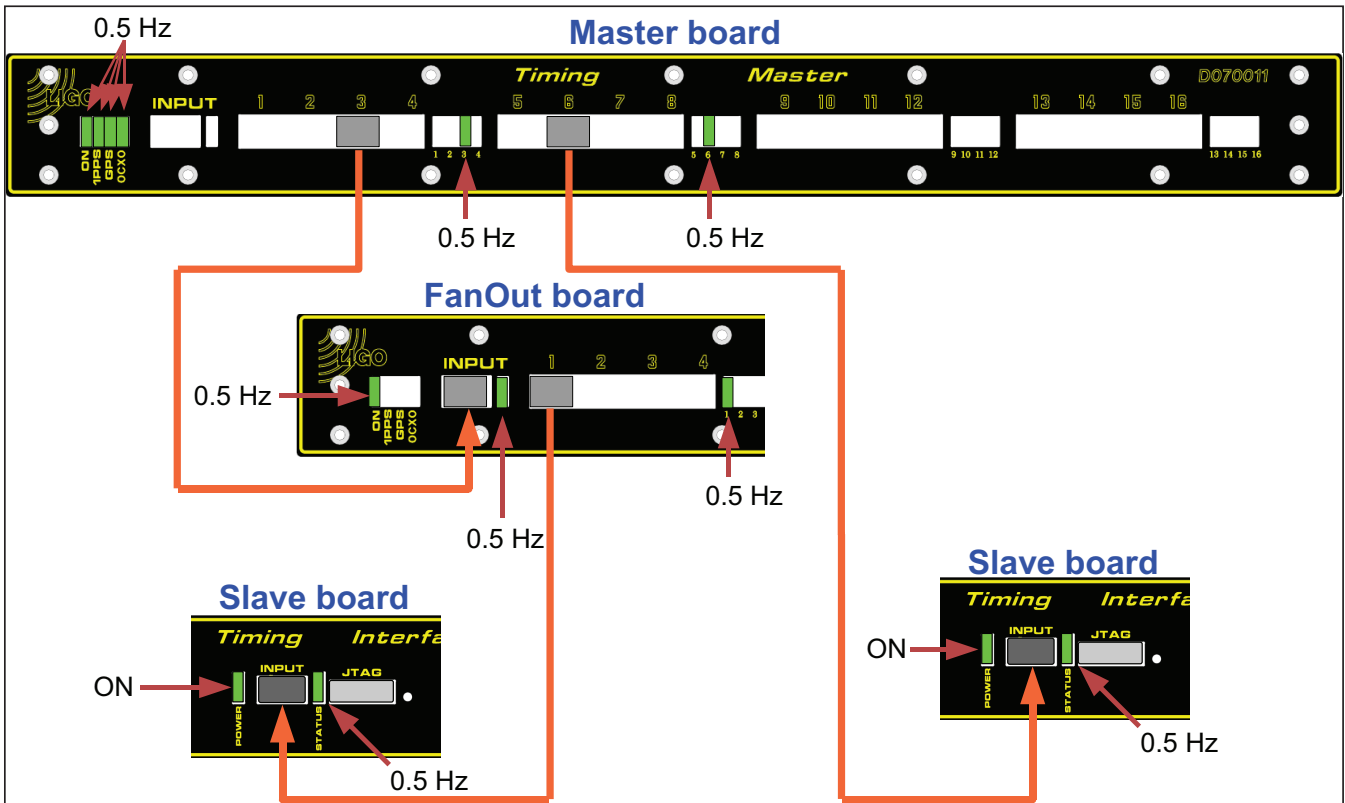 0.5 Hz
Master board
LIGO
Timing Master
D070011
INPUT
1 2 3 4
5 6 7 8
9 10 11 12
13 14 15 16
ON
1PPS
GPS
OCXO
1 2 3 4
5 6 7 8
9 10 11 12
13 14 15 16
0.5 Hz
0.5 Hz
FanOut board
LIGO
INPUT
1 2 3 4
0.5 Hz
ON
1PPS
GPS
OCXO
1 2 3
0.5 Hz
0.5 Hz
Slave board
Timing Interfa
INPUT
JTAG
ON
POWER
STATUS
0.5 Hz
Slave board
Timing Interfa
INPUT
JTAG
ON
POWER
STATUS
0.5 Hz